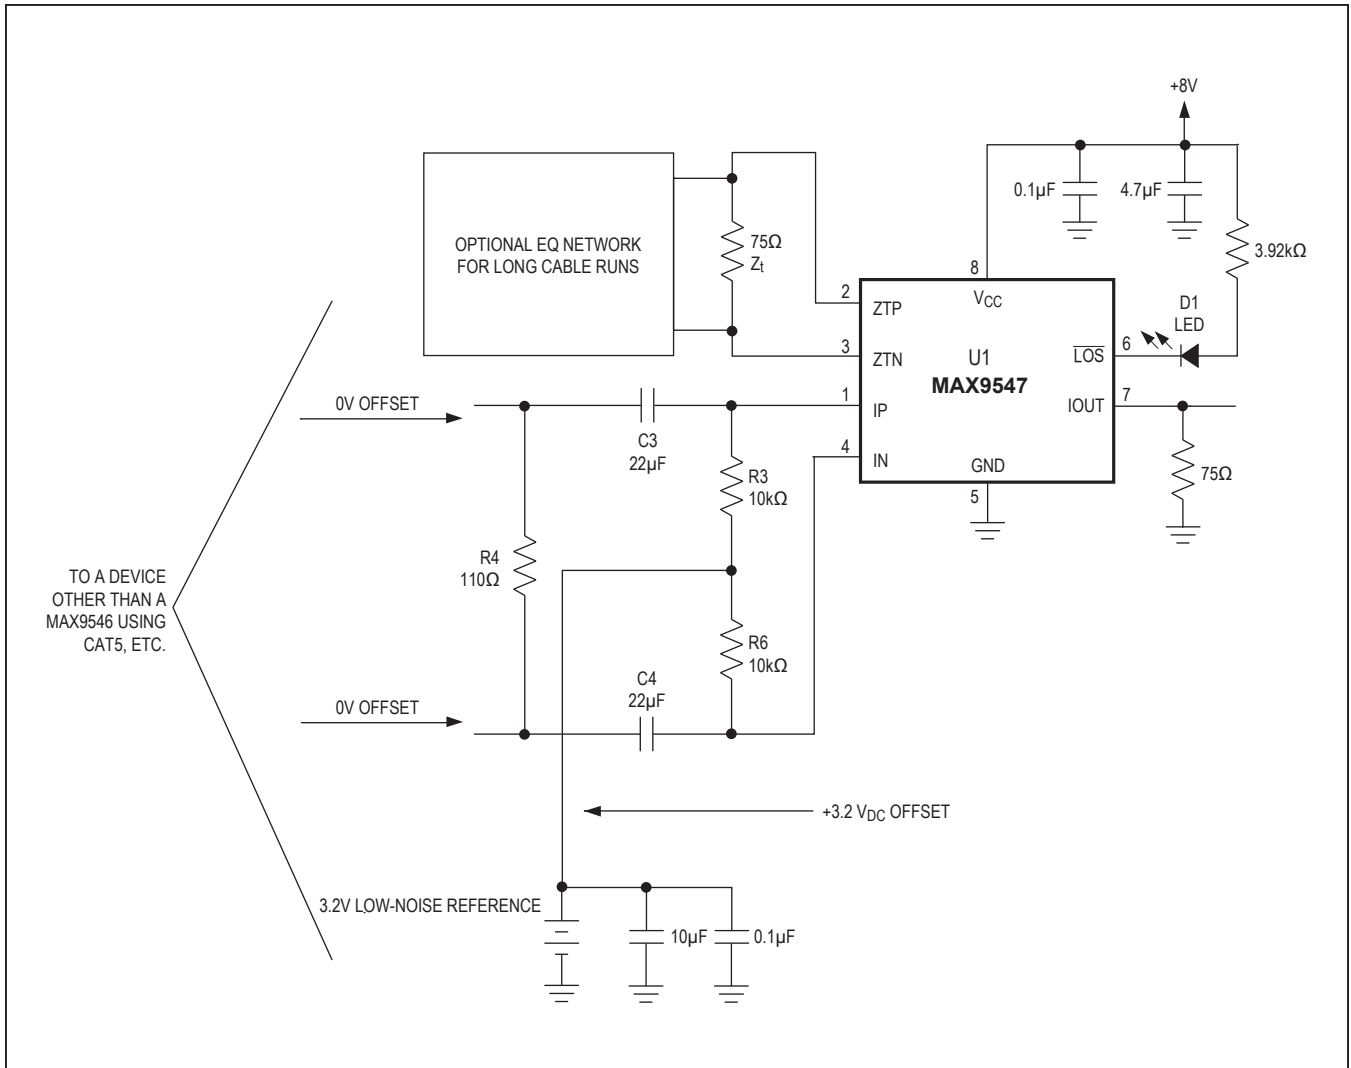 +8V
0.1µF
4.7µF
3.92kΩ
OPTIONAL EQ NETWORK
FOR LONG CABLE RUNS
75Ω
Zt
2
ZTP
3
ZTN
1
IP
4
IN
8
VCC
U1
MAX9547
GND
5
LOS
6
IOUT
7
D1
LED
75Ω
0V OFFSET
C3
22µF
R3
10kΩ
R4
110Ω
R6
10kΩ
C4
22µF
0V OFFSET
TO A DEVICE
OTHER THAN A
MAX9546 USING
CAT5, ETC.
+3.2 VDC OFFSET
3.2V LOW-NOISE REFERENCE
10µF
0.1µF